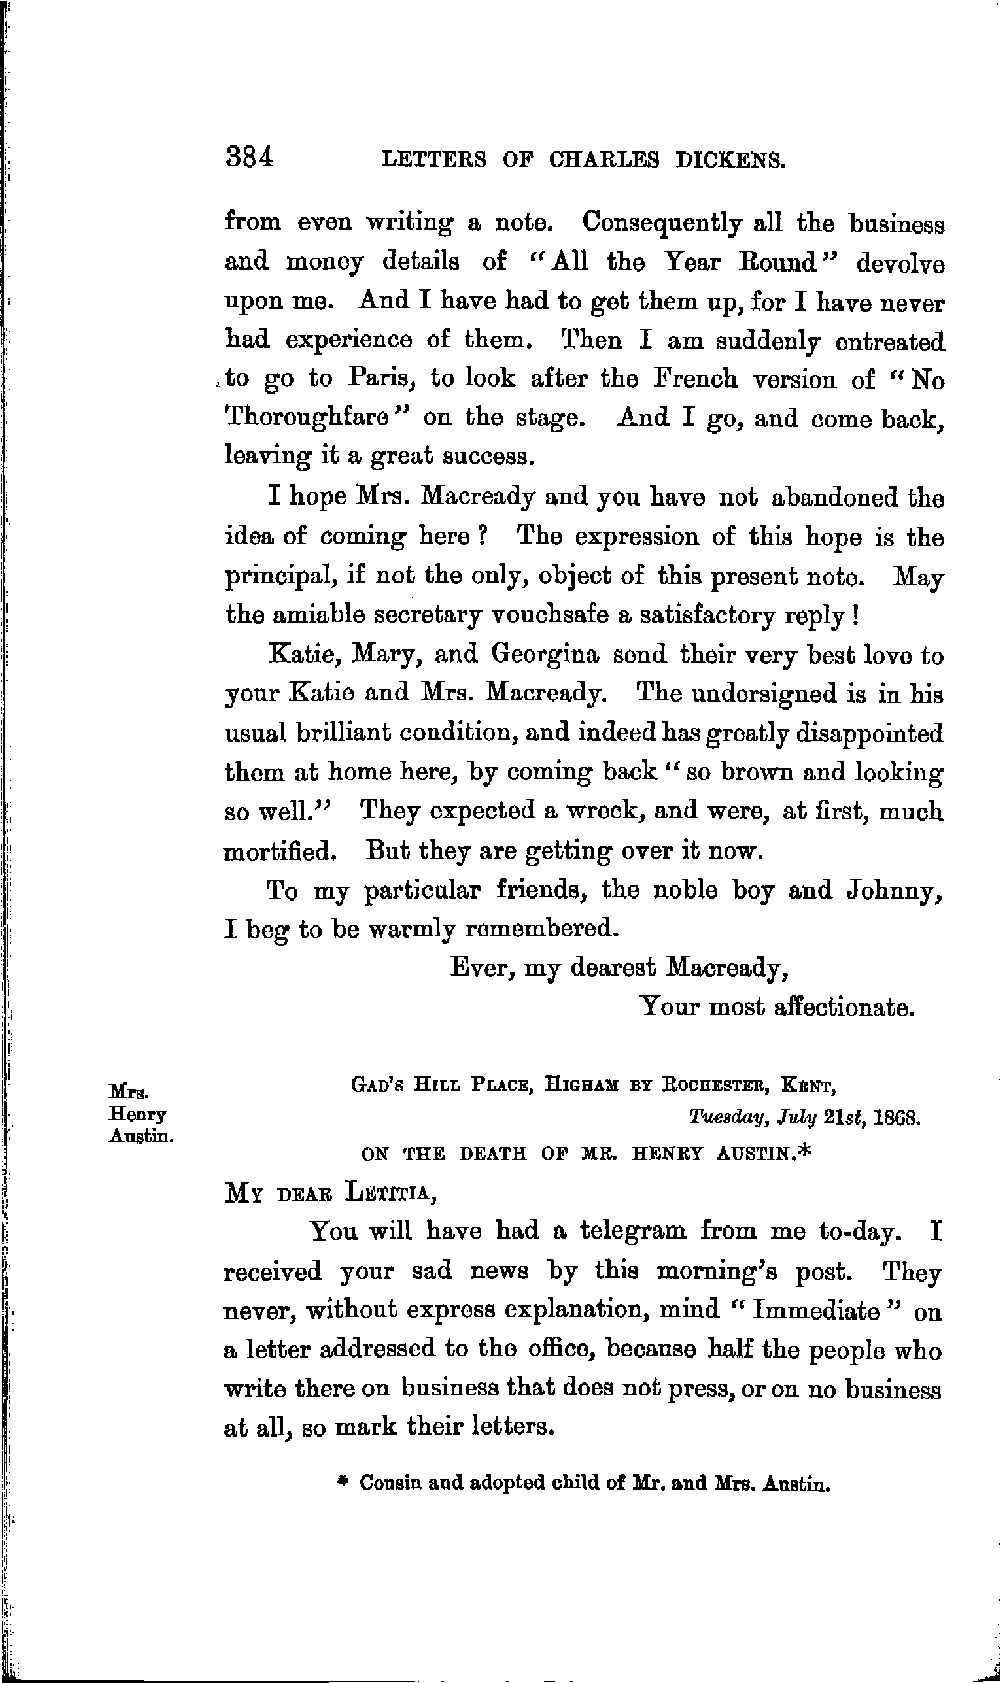 384 LETTERS OF CHARLES DICKENS.
from even writing a note. Consequently all the business
and money details of "All the Year Round" devolve
upon me. And I have had to get them up, for I have never
had experience of them. Then I am suddenly entreated
to go to Paris, to look after the French version of "No
Thoroughfare" on the stage. And I go, and come back,
leaving it a great success.
I hope Mrs. Macready and you have not abandoned the
idea of coming here? The expression of this hope is the
principal, if not the only, object of this present note. May
the amiable secretary vouchsafe a satisfactory reply!
Katie, Mary, and Georgina send their very best love to
your Katie and Mrs. Macready. The undersigned is in his
usual brilliant condition, and indeed has greatly disappointed
them at home here, by coming back "so brown and looking
so well." They expected a wreck, and were, at first, much
mortified. But they are getting over it now.
To my particular friends, the noble boy and Johnny,
I beg to be warmly remembered.
Ever, my dearest Macready,
Your most affectionate.
Mrs.
Henry
Austin.
GAD'S HILL PLACE, HIGHAM BY ROCHESTER, KENT,
Tuesday, July 21st, 1868.
ON THE DEATH OF MR. HENRY AUSTIN.*
MY DEAR LETITIA,
You will have had a telegram from me to-day. I
received your sad news by this morning's post. They
never, without express explanation, mind "Immediate" on
a letter addressed to the office, because half the people who
write there on business that does not press, or on no business
at all, so mark their letters.
* Cousin and adopted child of Mr. and Mrs. Austin.